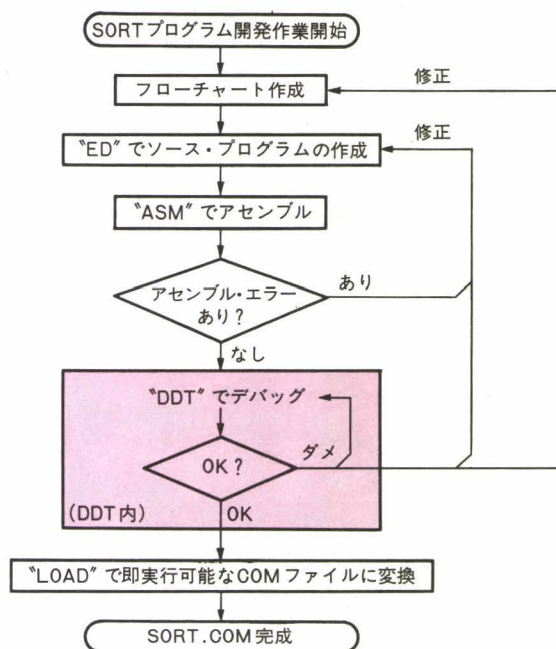 SORTプログラム開発作業開始
フローチャート作成
修正
"ED"でソース・プログラムの作成
修正
"ASM"でアセンブル
アセンブル・エラー
あり？
あり
なし
"DDT"でデバッグ
OK？
ダメ
(DDT内)
OK
"LOAD"で即実行可能なCOMファイルに変換
SORT.COM完成